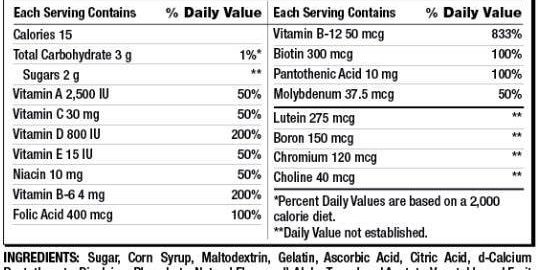 Each Serving Contains % Daily Value
Calories 15
Total Carbohydrate 3 g 1%*
Sugars 2 g **
Vitamin A 2,500 IU 50%
Vitamin C 30 mg 50%
Vitamin D 800 IU 200%
Vitamin E 15 IU 50%
Niacin 10 mg 50%
Vitamin B-6 4 mg 200%
Folic Acid 400 mcg 100%
Each Serving Contains % Daily Value
Vitamin B-12 50 mcg 833%
Biotin 300 mcg 100%
Pantothenic Acid 10 mg 100%
Molybdenum 37.5 mcg 50%
Lutein 275 mcg **
Boron 150 mcg **
Chromium 120 mcg **
Choline 40 mcg **
*Percent Daily Values are based on a 2,000
calorie diet.
**Daily Value not established.
INGREDIENTS: Sugar, Corn Syrup, Maltodextrin, Gelatin, Ascorbic Acid, Citric Acid, d-Calcium